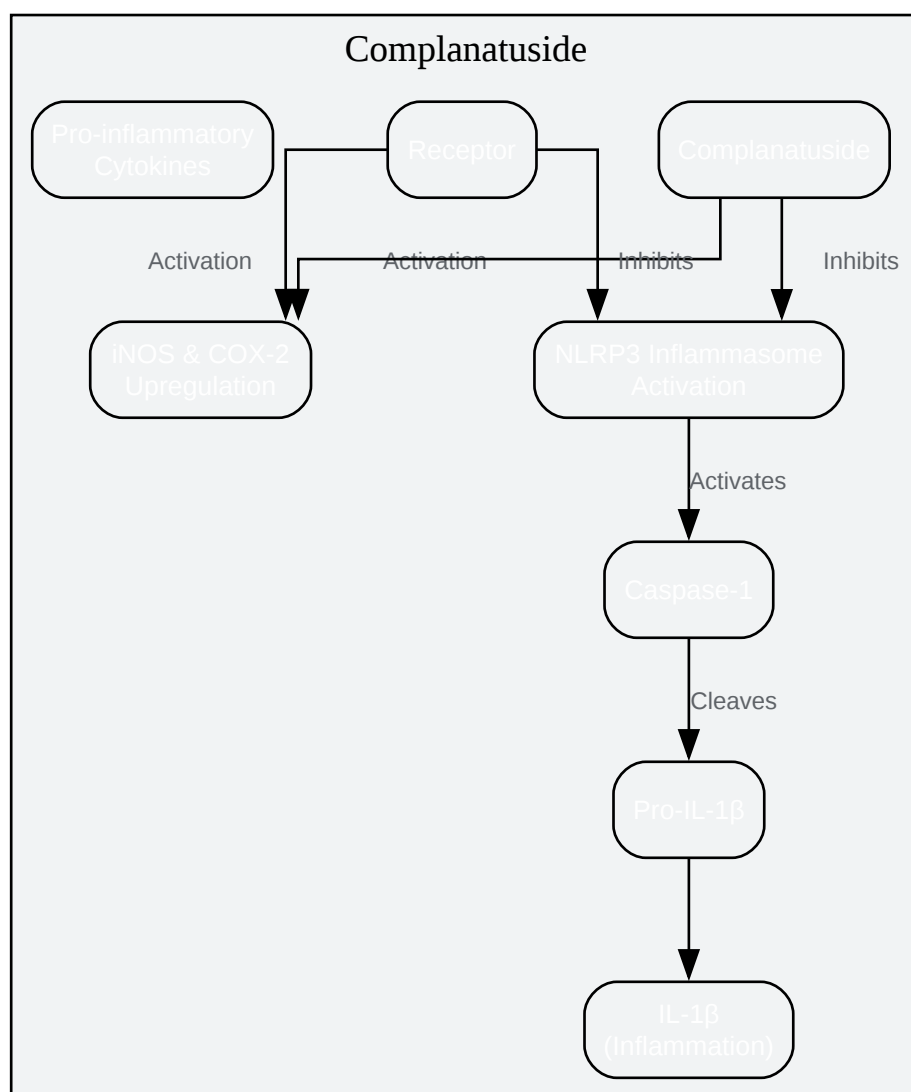 Complanatuside
Pro-inflammatory
Cytokines
Receptor
Complanatuside
Activation
Activation
Inhibits
Inhibits
iNOS & COX-2
Upregulation
NLRP3 Inflammasome
Activation
Activates
Caspase-1
Cleaves
Pro-IL-1β
IL-1β
(Inflammation)